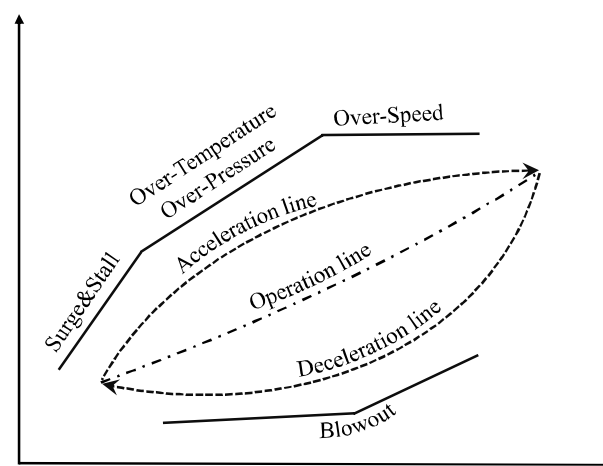 Over-Speed
Over-Temperature
Over-Pressure
Surge&Stall
Acceleration line
Operation line
Deceleration line
Blowout